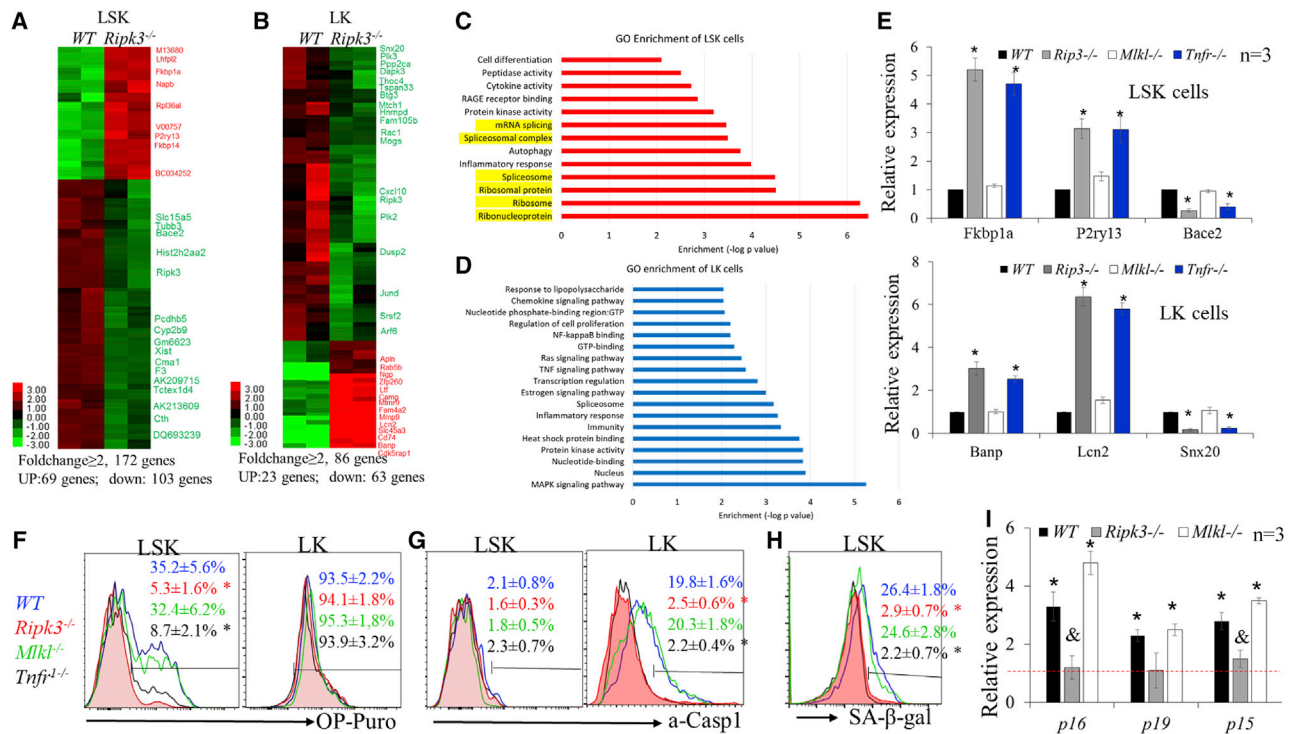 A
LSK
WT Ripk3-/-
M13680
Lhfpl2
Fkbp1a
Napb
Rpl36al
V00757
P2ry13
Fkbp14
BC034252
Slc15a5
Tubb3
Bace2
Hist2h2aa2
Ripk3
Pcdhb5
Cyp2b9
Gm6623
Xist
Cma1
F3
AK209715
Tctex1d4
AK213609
Cth
DQ693239
3.00
2.00
1.00
0.00
-1.00
-2.00
-3.00
Foldchange≥2, 172 genes
UP:69 genes; down: 103 genes
B
LK
WT Ripk3-/-
Snx20
Plk3
Ppp2ca
Dapk3
Thoc4
Tspan33
Btg3
Mtch1
Hnrnpd
Fam105b
Rac1
Mogs
Cxcl10
Ripk3
Plk2
Dusp2
Jund
Srsf2
Arf6
Apln
Rab5b
Ngp
Zfp260
Ltf
Camp
Mtmr9
Fam4a2
Mmp9
Lcn2
Slc45a3
Cd74
Banp
Cdk5rap1
3.00
2.00
1.00
0.00
-1.00
-2.00
-3.00
Foldchange≥2, 86 genes
UP:23 genes; down: 63 genes
C
GO Enrichment of LSK cells
Cell differentiation
Peptidase activity
Cytokine activity
RAGE receptor binding
Protein kinase activity
mRNA splicing
Spliceosomal complex
Autophagy
Inflammatory response
Spliceosome
Ribosomal protein
Ribosome
Ribonucleoprotein
0 1 2 3 4 5 6
Enrichment (-log p value)
D
GO enrichment of LK cells
Response to lipopolysaccharide
Chemokine signaling pathway
Nucleotide phosphate-binding region:GTP
Regulation of cell proliferation
NF-kappaB binding
GTP-binding
Ras signaling pathway
TNF signaling pathway
Transcription regulation
Estrogen signaling pathway
Spliceosome
Inflammatory response
Immunity
Heat shock protein binding
Protein kinase activity
Nucleotide-binding
Nucleus
MAPK signaling pathway
0 1 2 3 4 5 6
Enrichment (-log p value)
E
WT Rip3-/- Mlkl-/- Tnfr-/- n=3
LSK cells
Relative expression
6
5
4
3
2
1
0
* * * * * *
Fkbp1a P2ry13 Bace2
WT Rip3-/- Mlkl-/- Tnfr-/-
LK cells
Relative expression
8
6
4
2
0
* * * * * *
Banp Lcn2 Snx20
F
WT
Ripk3-/-
Mlkl-/-
Tnfr1-/-
LSK
35.2±5.6%
5.3±1.6% *
32.4±6.2%
8.7±2.1% *
LK
93.5±2.2%
94.1±1.8%
95.3±1.8%
93.9±3.2%
OP-Puro
G
LSK
2.1±0.8%
1.6±0.3%
1.8±0.5%
2.3±0.7%
LK
19.8±1.6%
2.5±0.6% *
20.3±1.8%
2.2±0.4% *
a-Casp1
H
LSK
26.4±1.8%
2.9±0.7% *
24.6±2.8%
2.2±0.7% *
SA-β-gal
I
WT Ripk3-/- Mlkl-/- n=3
Relative expression
6
4
2
0
* & * * * * & *
p16 p19 p15